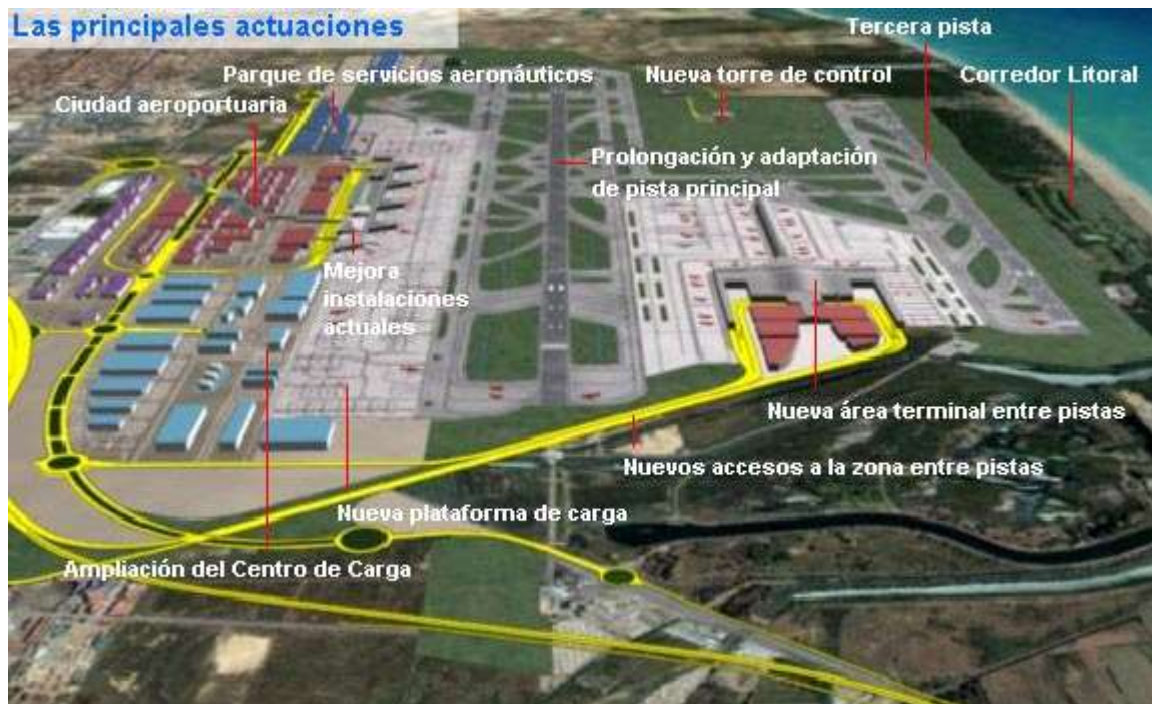 Las principales actuaciones
Tercera pista
Parque de servicios aeronáuticos
Nueva torre de control
Corredor Litoral
Ciudad aeroportuaria
Prolongación y adaptación
de pista principal
Mejora
instalaciones
actuales
Nueva área terminal entre pistas
Nuevos accesos a la zona entre pistas
Nueva plataforma de carga
Ampliación del Centro de Carga